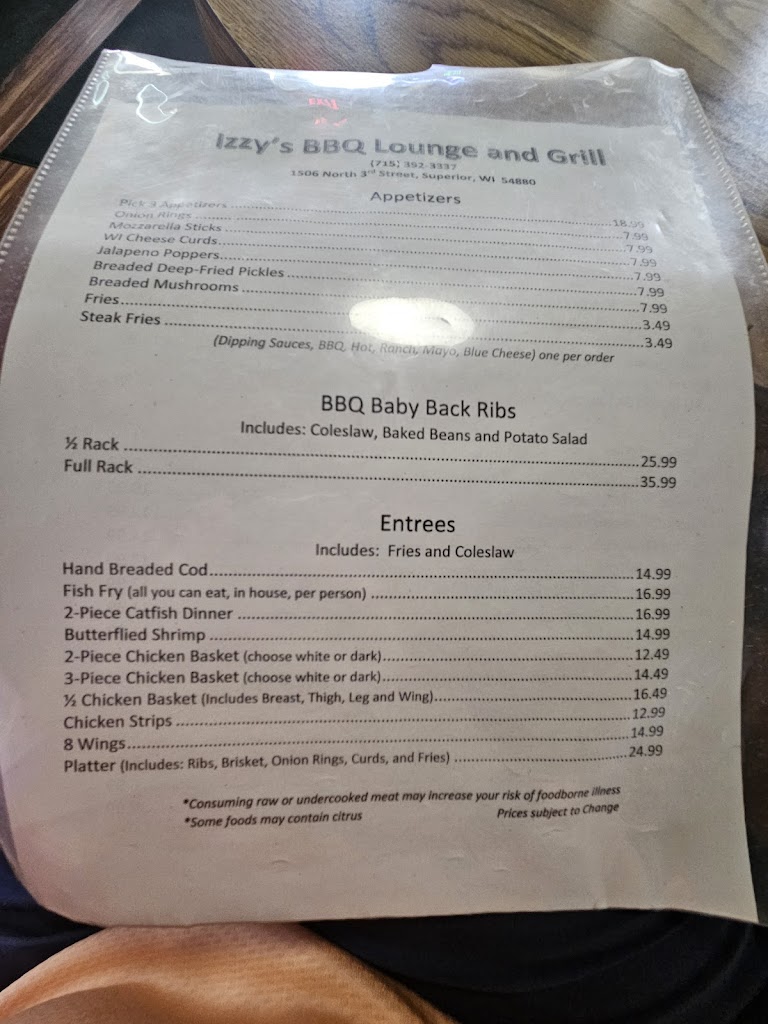 Izzy's BBQ Lounge and Grill
(715) 392-3337
1506 North 3rd Street, Superior, WI 54880
Appetizers
Pick 3 Appetizers ..... 18.99
Onion Rings ..... 7.99
Mozzarella Sticks ..... 7.99
WI Cheese Curds ..... 7.99
Jalapeno Poppers ..... 7.99
Breaded Deep-Fried Pickles ..... 7.99
Breaded Mushrooms ..... 7.99
Fries ..... 3.49
Steak Fries ..... 3.49
(Dipping Sauces, BBQ, Hot, Ranch, Mayo, Blue Cheese) one per order
BBQ Baby Back Ribs
Includes: Coleslaw, Baked Beans and Potato Salad
½ Rack ..... 25.99
Full Rack ..... 35.99
Entrees
Includes: Fries and Coleslaw
Hand Breaded Cod ..... 14.99
Fish Fry (all you can eat, in house, per person) ..... 16.99
2-Piece Catfish Dinner ..... 16.99
Butterflied Shrimp ..... 14.99
2-Piece Chicken Basket (choose white or dark) ..... 12.49
3-Piece Chicken Basket (choose white or dark) ..... 14.49
½ Chicken Basket (Includes Breast, Thigh, Leg and Wing) ..... 16.49
Chicken Strips ..... 12.99
8 Wings ..... 14.99
Platter (Includes: Ribs, Brisket, Onion Rings, Curds, and Fries) ..... 24.99
*Consuming raw or undercooked meat may increase your risk of foodborne illness
*Some foods may contain citrus Prices subject to Change